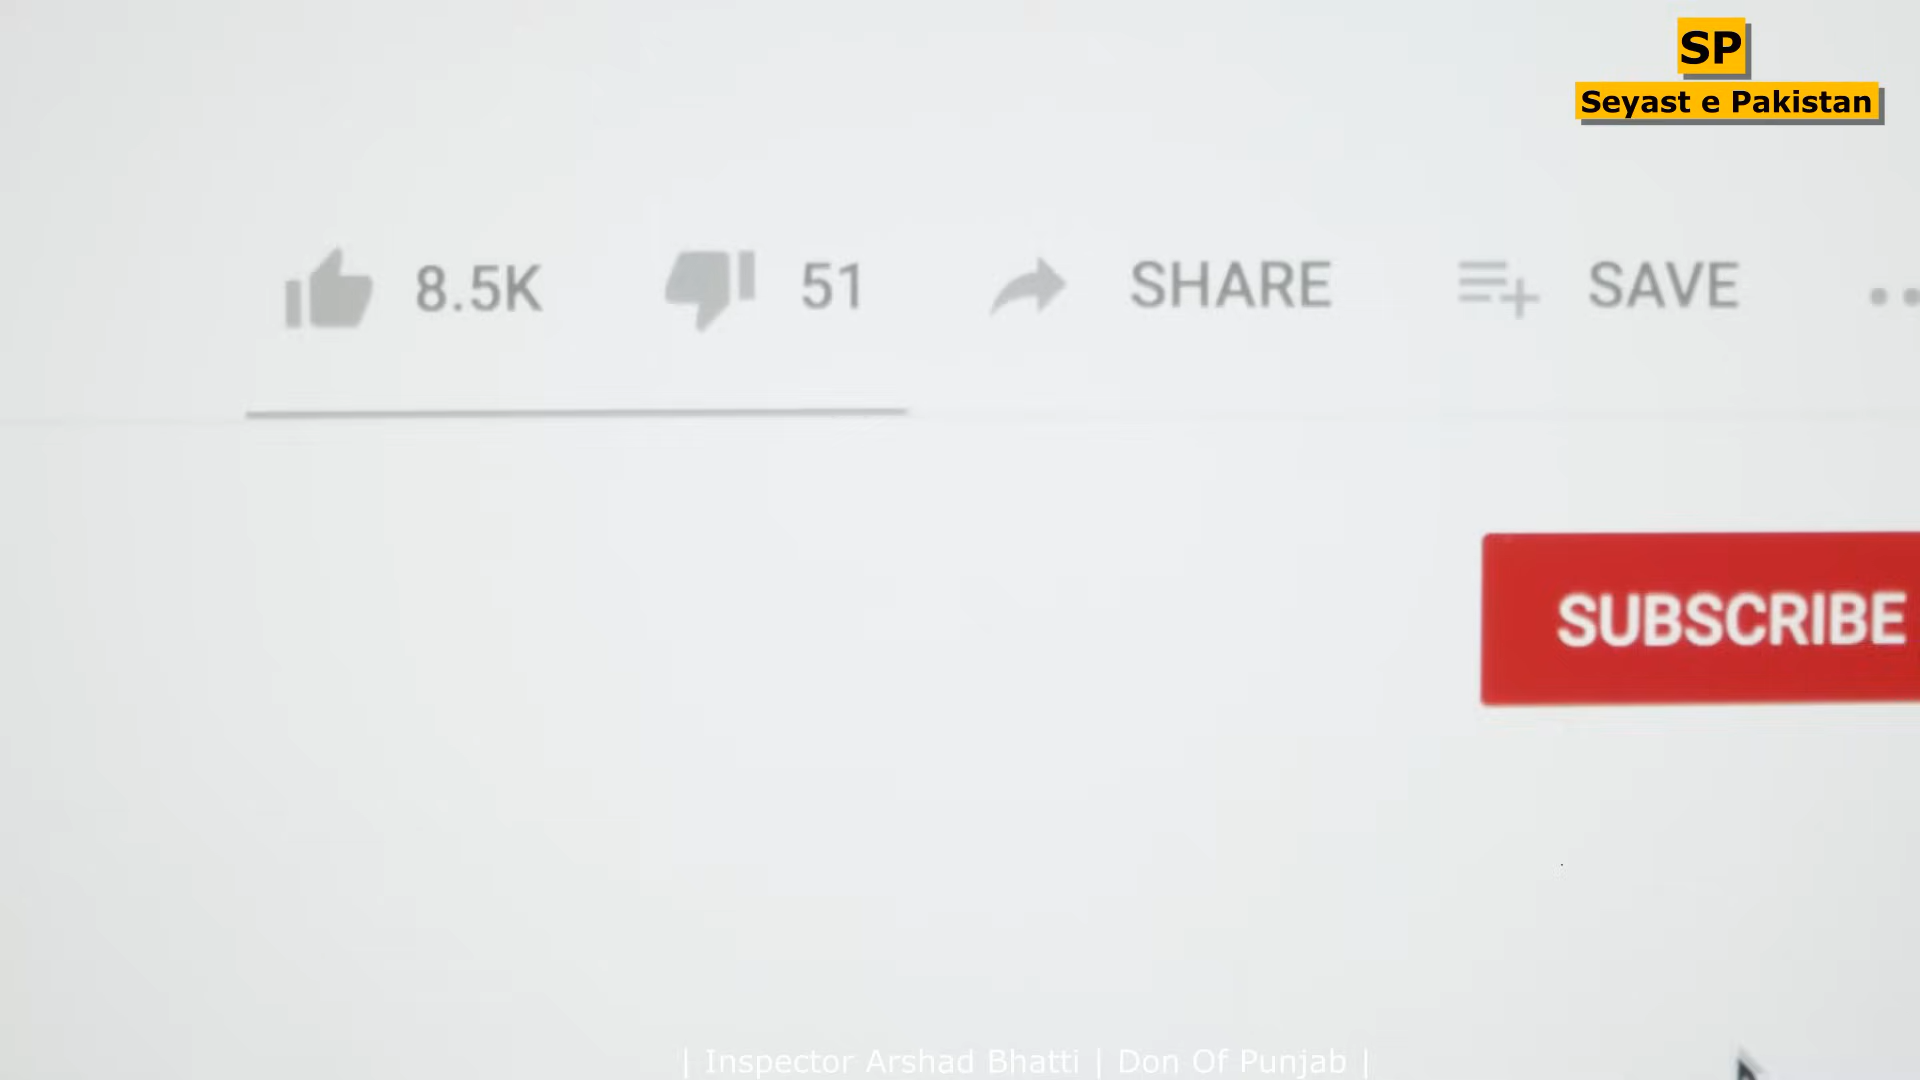 SP
Seyast e Pakistan
8.5K 51 SHARE SAVE
SUBSCRIBE
| Inspector Arshad Bhatti | Don Of Punjab |